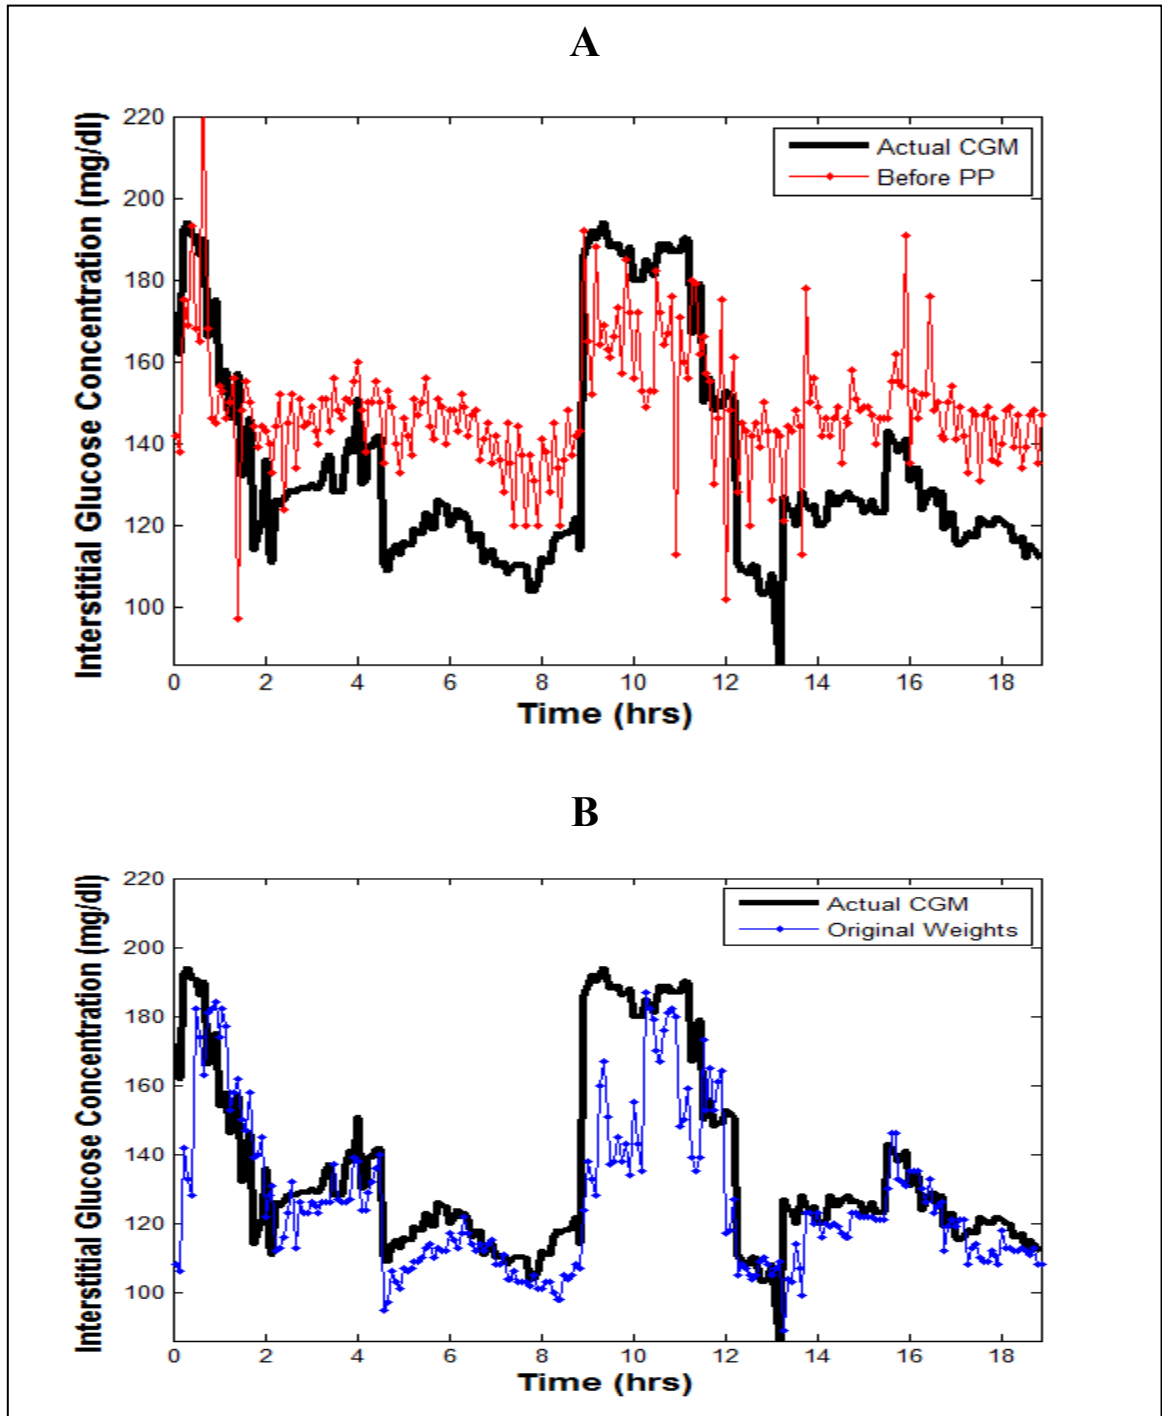 A
Interstitial Glucose Concentration (mg/dl)
220
200
180
160
140
120
100
Actual CGM
Before PP
0 2 4 6 8 10 12 14 16 18
Time (hrs)
B
Interstitial Glucose Concentration (mg/dl)
220
200
180
160
140
120
100
Actual CGM
Original Weights
0 2 4 6 8 10 12 14 16 18
Time (hrs)